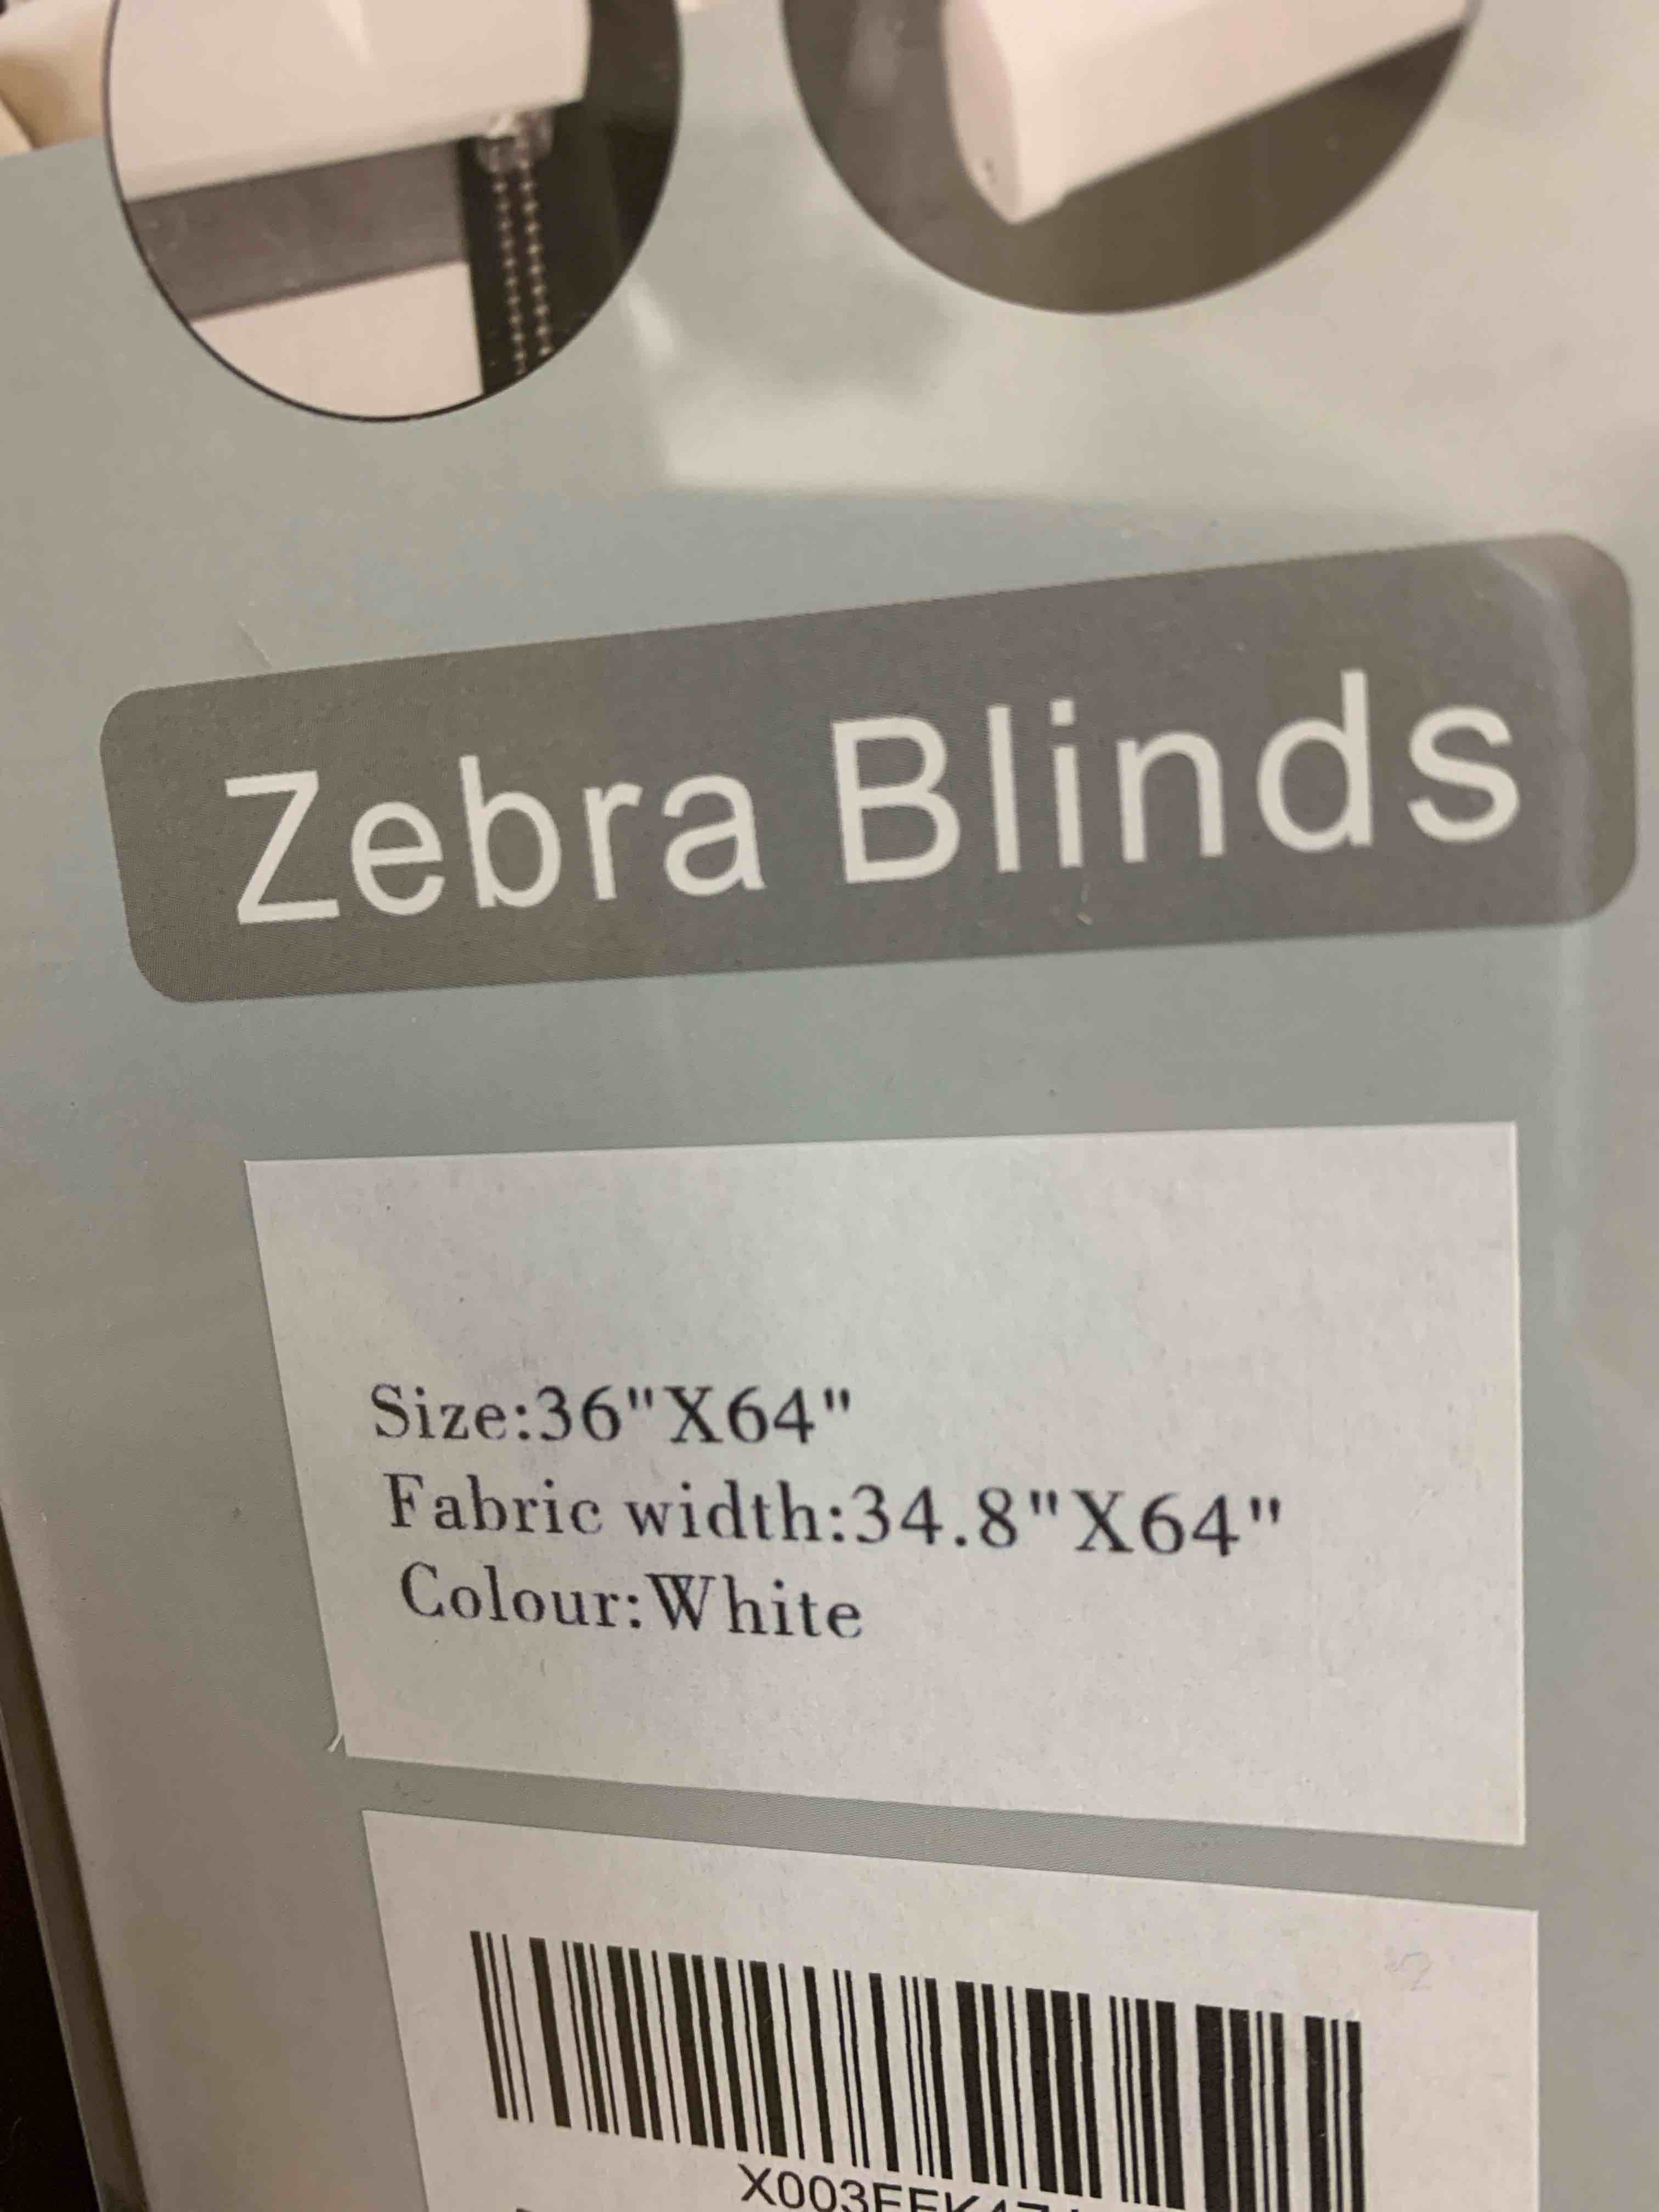 Zebra Blinds
Size:36"X64"
Fabric width:34.8"X64"
Colour:White